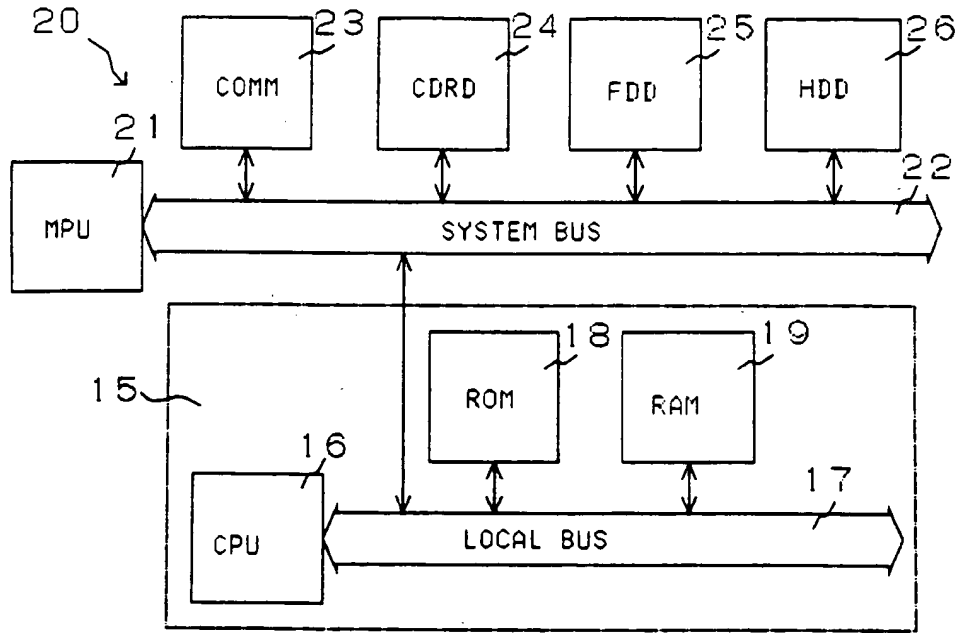 20
23
24
25
26
COMM
CDRD
FDD
HDD
21
22
MPU
SYSTEM BUS
18
19
15
ROM
RAM
16
17
CPU
LOCAL BUS